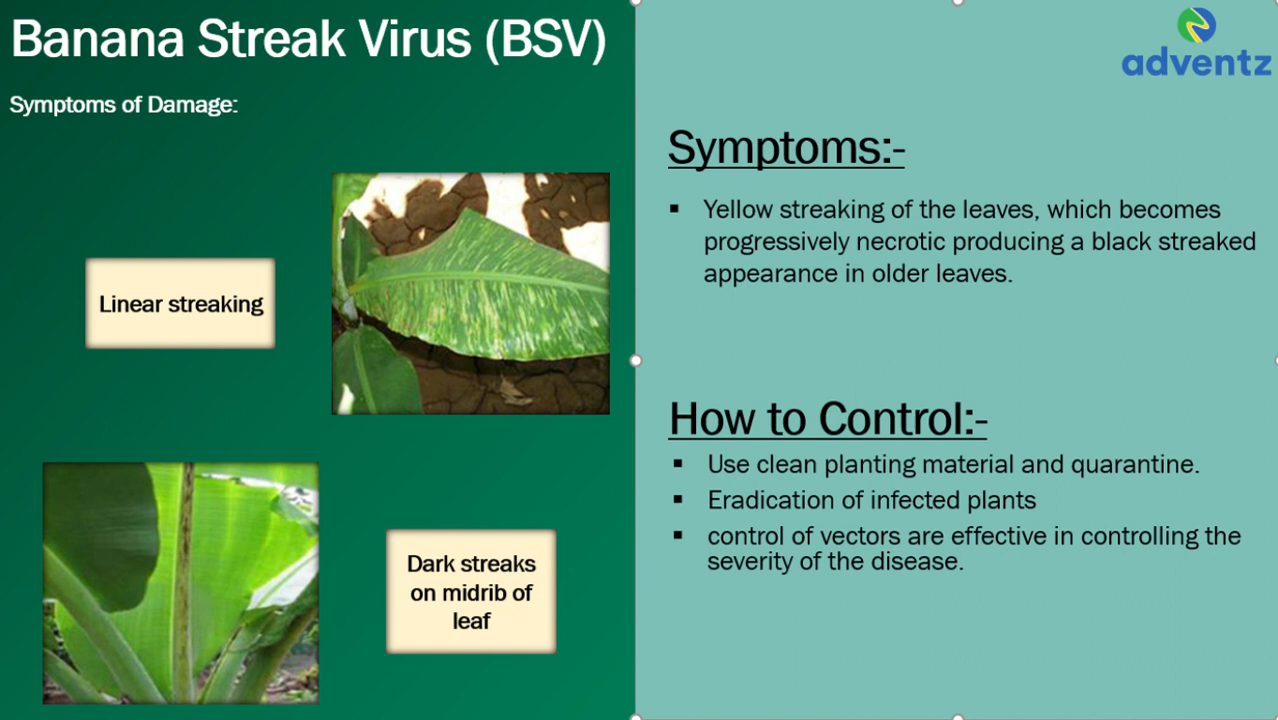 Banana Streak Virus (BSV)
Symptoms of Damage:
Linear streaking
Dark streaks
on midrib of
leaf
adventz
Symptoms:-
▪ Yellow streaking of the leaves, which becomes
progressively necrotic producing a black streaked
appearance in older leaves.
How to Control:-
▪ Use clean planting material and quarantine.
▪ Eradication of infected plants
▪ control of vectors are effective in controlling the
severity of the disease.